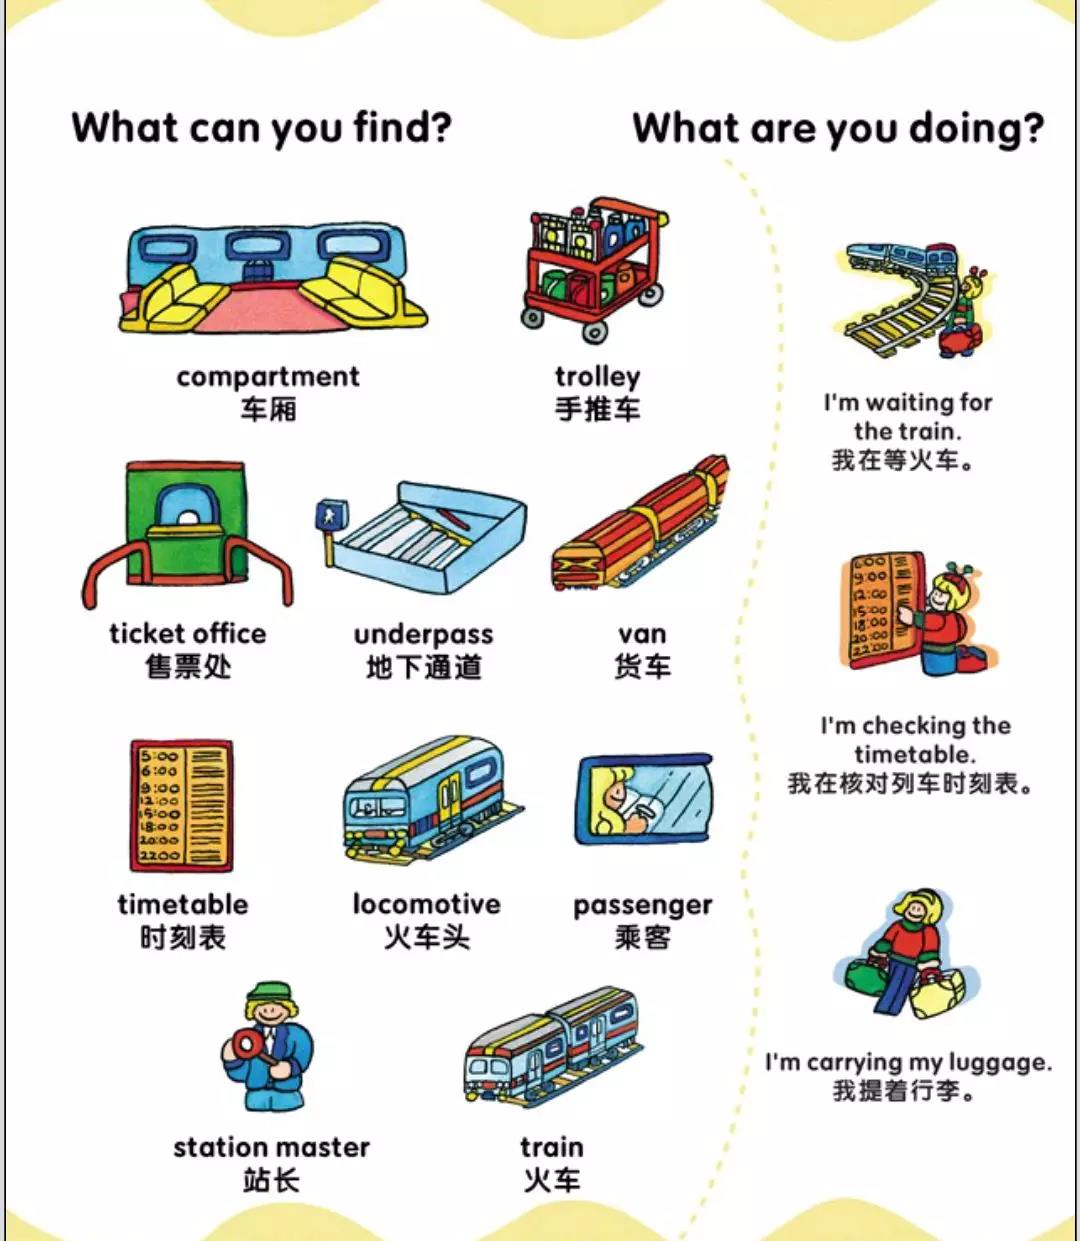 What can you find?
What are you doing?
compartment
车厢
trolley
手推车
ticket office
售票处
underpass
地下通道
van
货车
5:00
6:00
9:00
12:00
15:00
18:00
20:00
22:00
timetable
时刻表
locomotive
火车头
passenger
乘客
station master
站长
train
火车
I'm waiting for
the train.
我在等火车。
6:00
9:00
12:00
15:00
18:00
20:00
22:00
I'm checking the
timetable.
我在核对列车时刻表。
I'm carrying my luggage.
我提着行李。